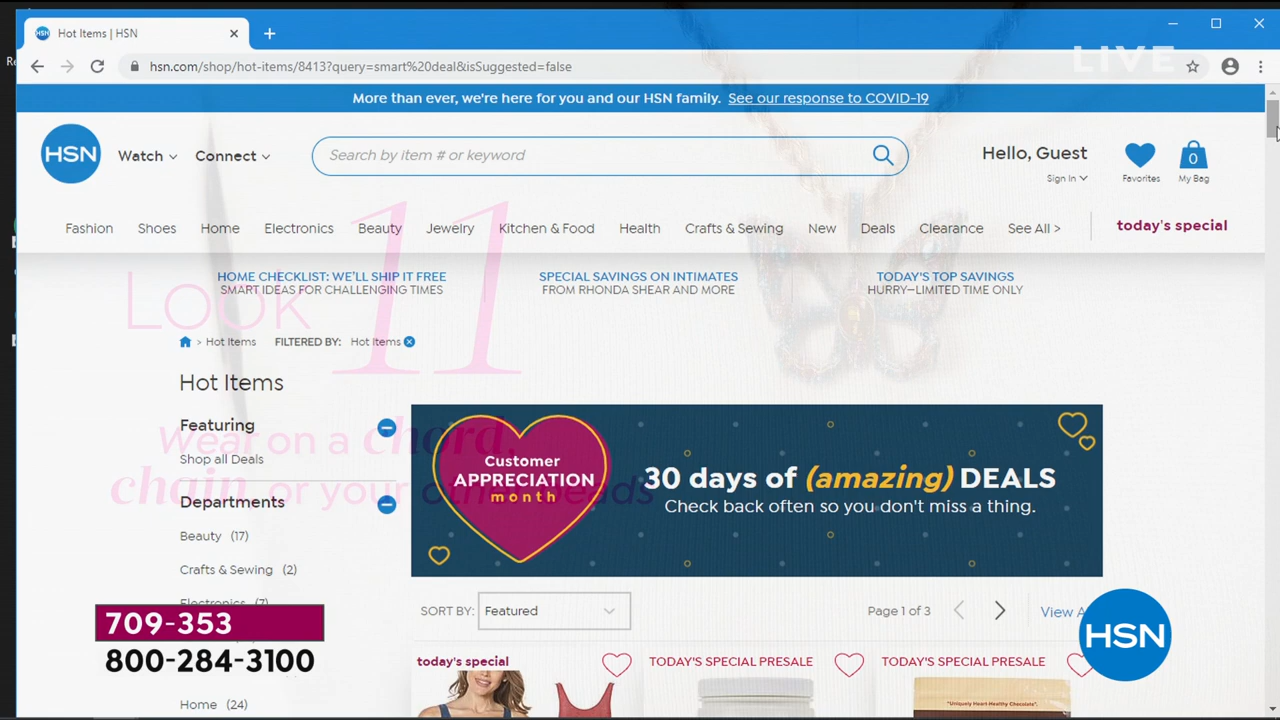 Hot Items | HSN
LIVE
hsn.com/shop/hot-items/8413?query=smart%20deal&isSuggested=false
More than ever, we're here for you and our HSN family. See our response to COVID-19
HSN
Watch
Connect
Search by item # or keyword
Hello, Guest
Sign In
Favorites
0
My Bag
Fashion Shoes Home Electronics Beauty Jewelry Kitchen & Food Health Crafts & Sewing New Deals Clearance See All > today's special
HOME CHECKLIST: WE'LL SHIP IT FREE
SMART IDEAS FOR CHALLENGING TIMES
SPECIAL SAVINGS ON INTIMATES
FROM RHONDA SHEAR AND MORE
TODAY'S TOP SAVINGS
HURRY—LIMITED TIME ONLY
Look 11
> Hot Items FILTERED BY: Hot Items
Hot Items
Featuring
Wear on a chord,
Shop all Deals
chain or your other beads
Departments
Beauty (17)
Crafts & Sewing (2)
Electronics (7)
Home (24)
Customer
APPRECIATION
month
30 days of (amazing) DEALS
Check back often so you don't miss a thing.
SORT BY: Featured
Page 1 of 3
View A
HSN
today's special
TODAY'S SPECIAL PRESALE
TODAY'S SPECIAL PRESALE
"Uniquely Heart-Healthy Chocolate".
709-353
800-284-3100